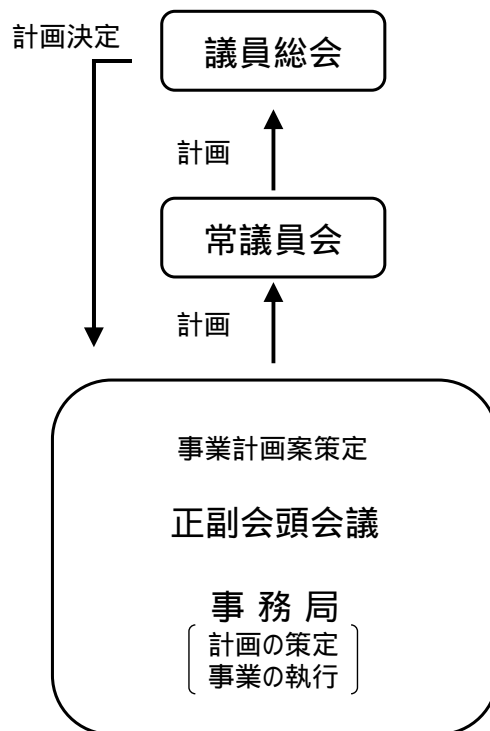 計画決定
議員総会
計画
常議員会
計画
事業計画案策定
正副会頭会議
事務局
計画の策定
事業の執行